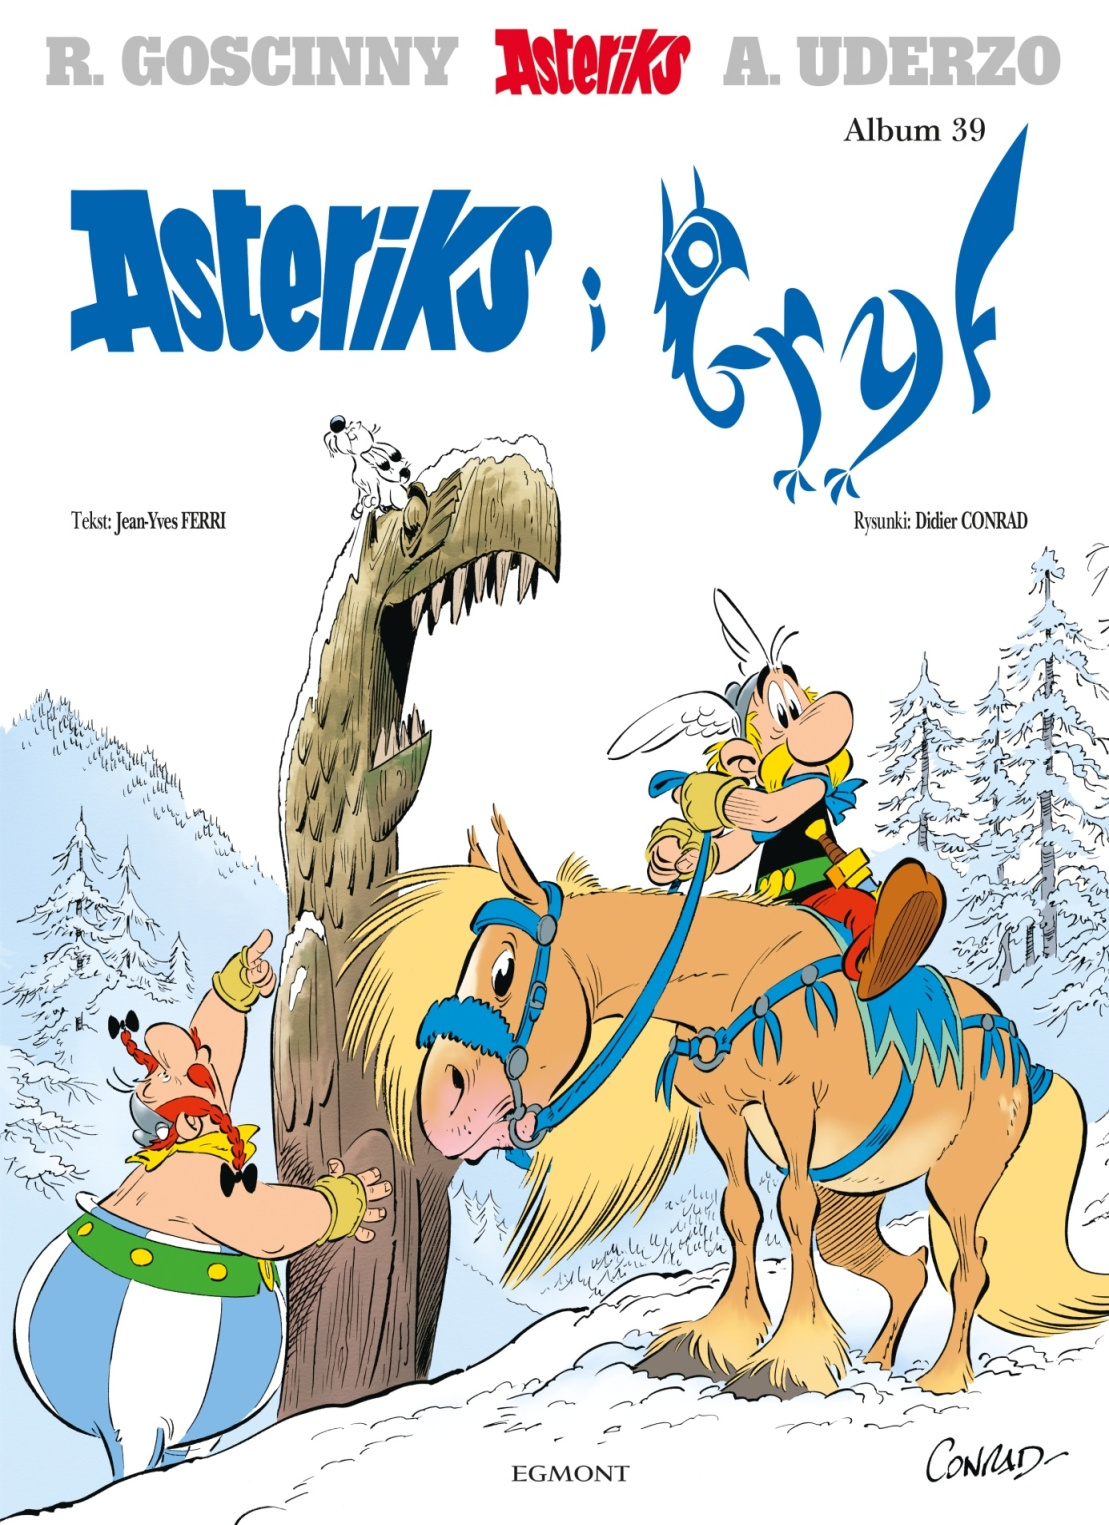 R. GOSCINNY Asteriks A. UDERZO
Album 39
Asteriks i Gryf
Tekst: Jean-Yves FERRI
Rysunki: Didier CONRAD
EGMONT
CONRAD